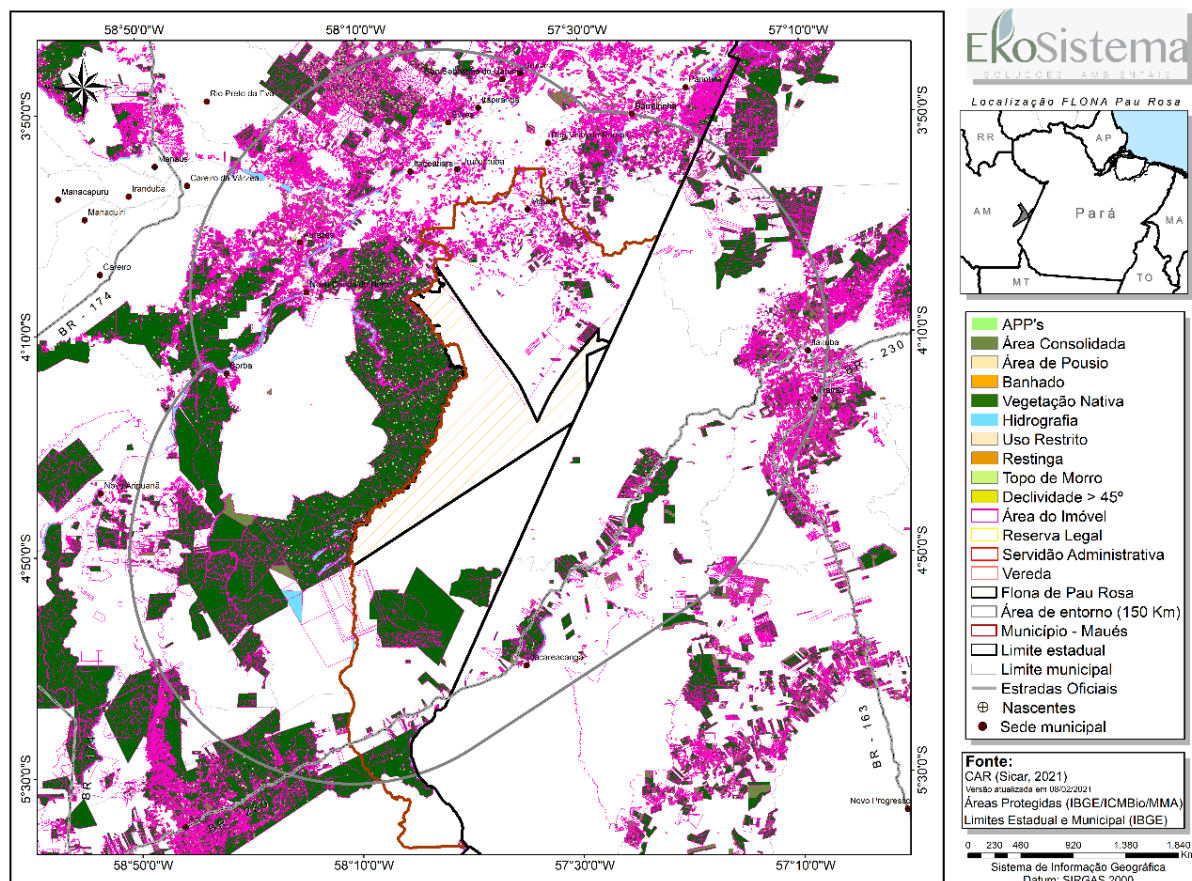 58°50'0"W
58°10'0"W
57°30'0"W
57°10'0"W
3°50'0"S
4°10'0"S
4°50'0"S
5°30'0"S
3°50'0"S
4°10'0"S
4°50'0"S
5°30'0"S
58°50'0"W
58°10'0"W
57°30'0"W
57°10'0"W
Rio Preto da Eva
Manaus
Iranduba
Careiro da Várzea
Manacapuru
Manaquiri
Careiro
Autazes
Borba
Itacoatiara
Urucurituba
Itapiranga
Silves
Barreirinha
Parintins
Maués
Itaituba
Jacareacanga
Novo Progresso
BR - 174
BR - 230
BR - 163
EkoSistema
SOLUÇÕES AMBIENTAIS
Localização FLONA Pau Rosa
RR
AP
AM
Pará
MA
MT
TO
APP's
Área Consolidada
Área de Pousio
Banhado
Vegetação Nativa
Hidrografia
Uso Restrito
Restinga
Topo de Morro
Declividade > 45º
Área do Imóvel
Reserva Legal
Servidão Administrativa
Vereda
Flona de Pau Rosa
Área de entorno (150 Km)
Município - Maués
Limite estadual
Limite municipal
Estradas Oficiais
Nascentes
Sede municipal
Fonte:
CAR (Sicar, 2021)
Versão atualizada em 08/02/2021
Áreas Protegidas (IBGE/ICMBio/MMA)
Limites Estadual e Municipal (IBGE)
0 230 460 920 1.380 1.840
Km
Sistema de Informação Geográfica
Datum: SIRGAS 2000